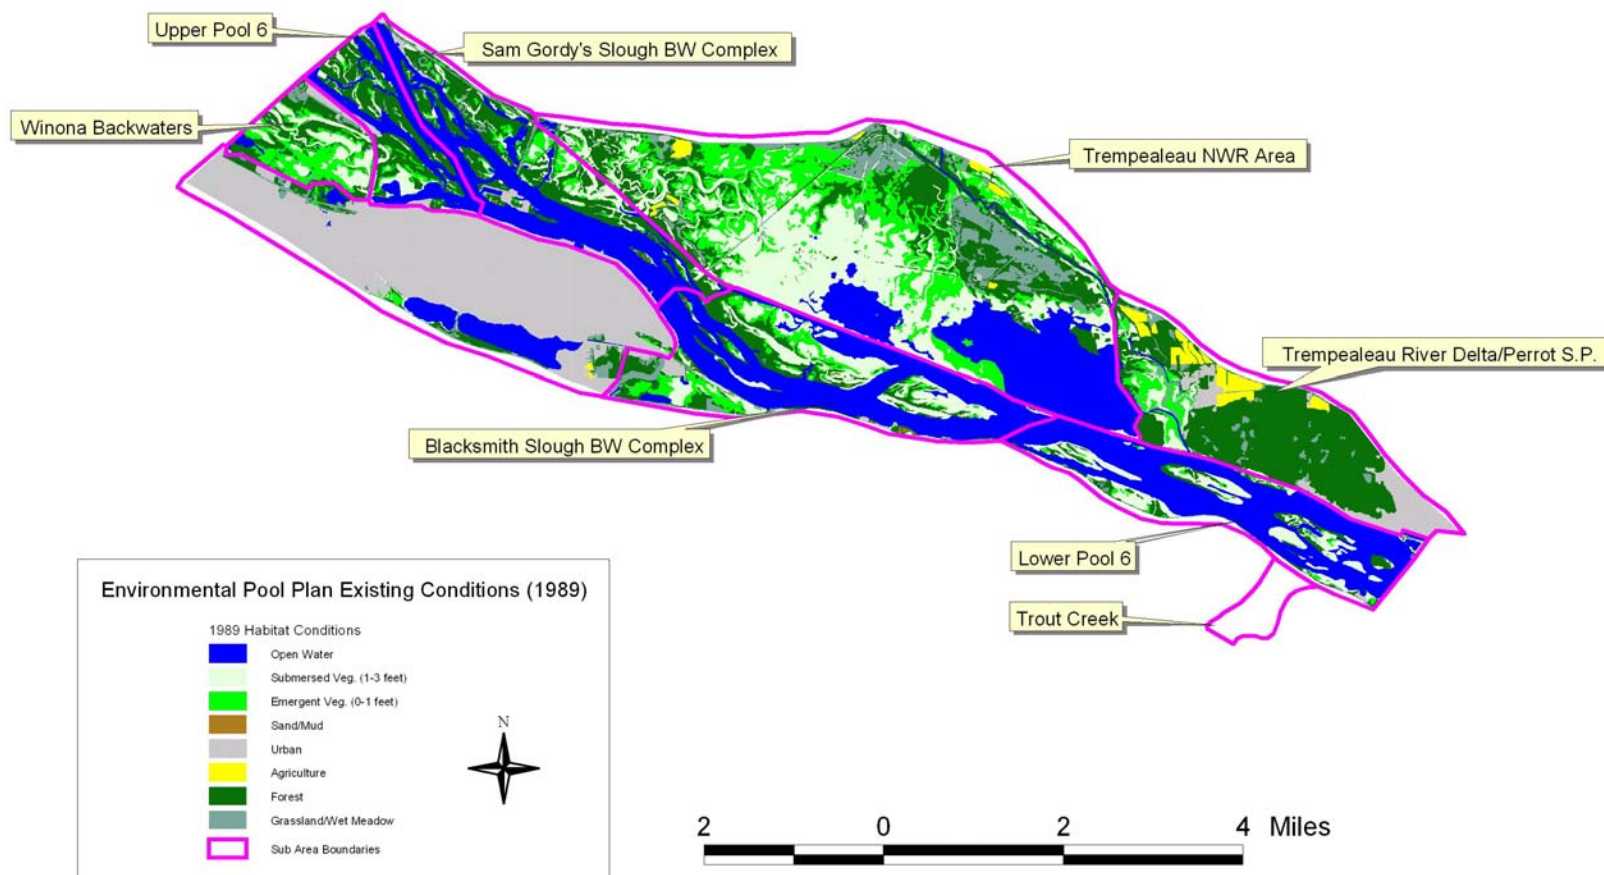 Upper Pool 6
Sam Gordy's Slough BW Complex
Winona Backwaters
Trempealeau NWR Area
Trempealeau River Delta/Perrot S.P.
Blacksmith Slough BW Complex
Lower Pool 6
Trout Creek
Environmental Pool Plan Existing Conditions (1989)
1989 Habitat Conditions
Open Water
Submersed Veg. (1-3 feet)
Emergent Veg. (0-1 feet)
Sand/Mud
Urban
Agriculture
Forest
Grassland/Wet Meadow
Sub Area Boundaries
N
2 0 2 4 Miles